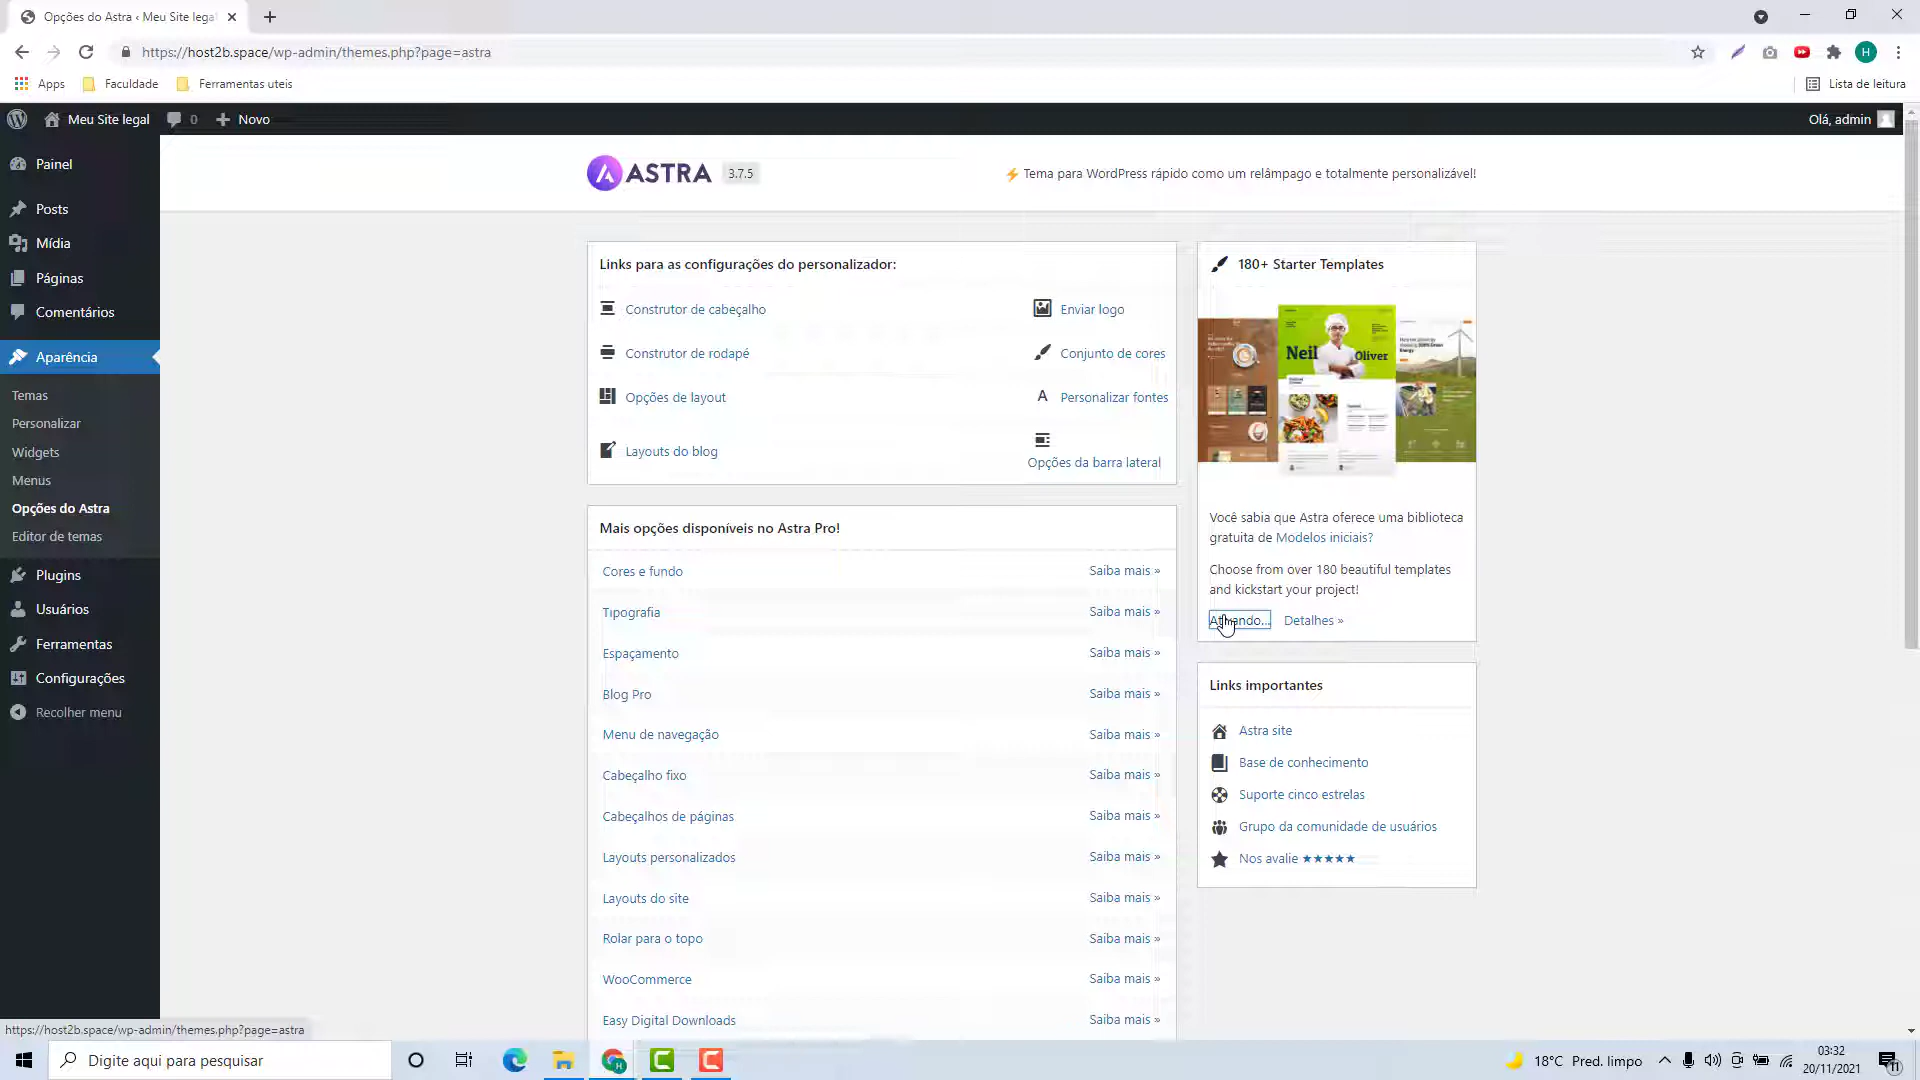 Opções do Astra ‹ Meu Site legal
https://host2b.space/wp-admin/themes.php?page=astra
H
Apps
Faculdade
Ferramentas uteis
Lista de leitura
Meu Site legal
0
Novo
Olá, admin
Painel
Posts
Mídia
Páginas
Comentários
Aparência
Temas
Personalizar
Widgets
Menus
Opções do Astra
Editor de temas
Plugins
Usuários
Ferramentas
Configurações
Recolher menu
ASTRA
3.7.5
Tema para WordPress rápido como um relâmpago e totalmente personalizável!
Links para as configurações do personalizador:
Construtor de cabeçalho
Enviar logo
Construtor de rodapé
Conjunto de cores
Opções de layout
A Personalizar fontes
Layouts do blog
Opções da barra lateral
Mais opções disponíveis no Astra Pro!
Cores e fundo
Saiba mais »
Tipografia
Saiba mais »
Espaçamento
Saiba mais »
Blog Pro
Saiba mais »
Menu de navegação
Saiba mais »
Cabeçalho fixo
Saiba mais »
Cabeçalhos de páginas
Saiba mais »
Layouts personalizados
Saiba mais »
Layouts do site
Saiba mais »
Rolar para o topo
Saiba mais »
WooCommerce
Saiba mais »
Easy Digital Downloads
Saiba mais »
180+ Starter Templates
Neil
Oliver
Você sabia que Astra oferece uma biblioteca
gratuita de Modelos iniciais?
Choose from over 180 beautiful templates
and kickstart your project!
Detalhes »
Links importantes
Astra site
Base de conhecimento
Suporte cinco estrelas
Grupo da comunidade de usuários
Nos avalie ★★★★★
https://host2b.space/wp-admin/themes.php?page=astra
Digite aqui para pesquisar
18°C Pred. limpo
03:32
20/11/2021
11